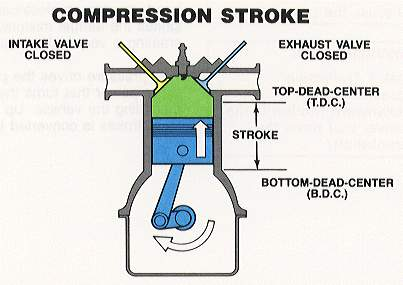 COMPRESSION STROKE
INTAKE VALVE
CLOSED
EXHAUST VALVE
CLOSED
TOP-DEAD-CENTER
(T.D.C.)
STROKE
BOTTOM-DEAD-CENTER
(B.D.C.)